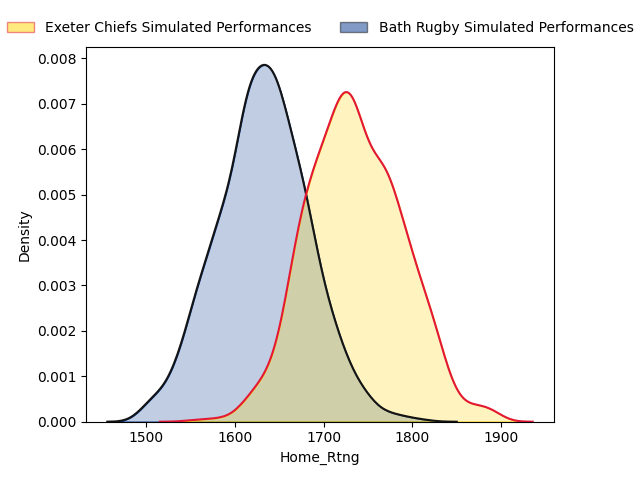 Exeter Chiefs Simulated Performances Bath Rugby Simulated Performances
0.008
0.007
0.006
0.005
0.004
0.003
0.002
0.001
0.000
Density
1500 1600 1700 1800 1900
Home_Rtng